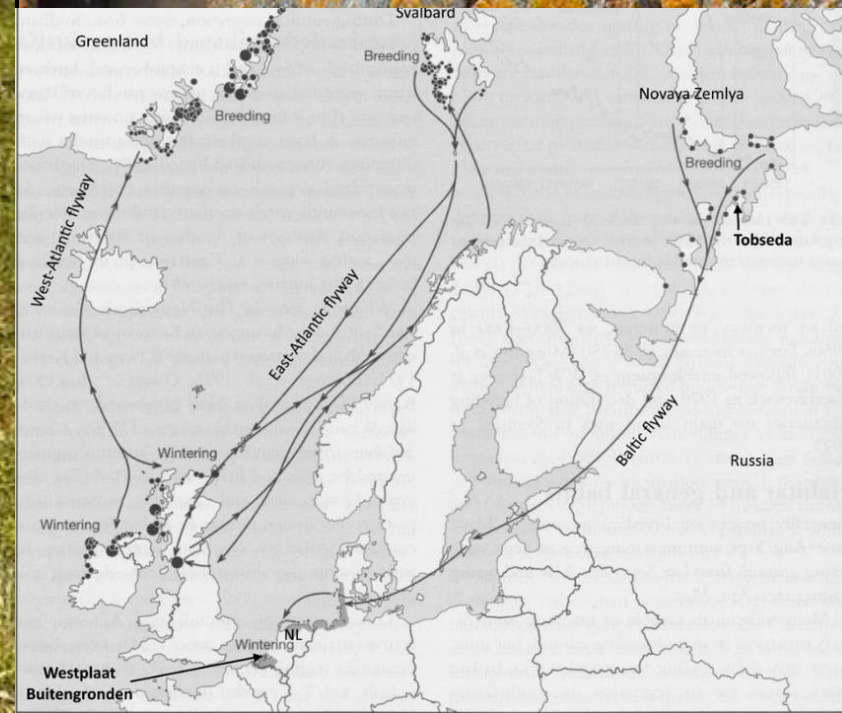 Svalbard
Greenland
Breeding
Breeding
Novaya Zemlya
Breeding
Tobseda
West-Atlantic flyway
East-Atlantic flyway
Baltic flyway
Wintering
Russia
Wintering
NL
Wintering
Westplaat
Buitengronden